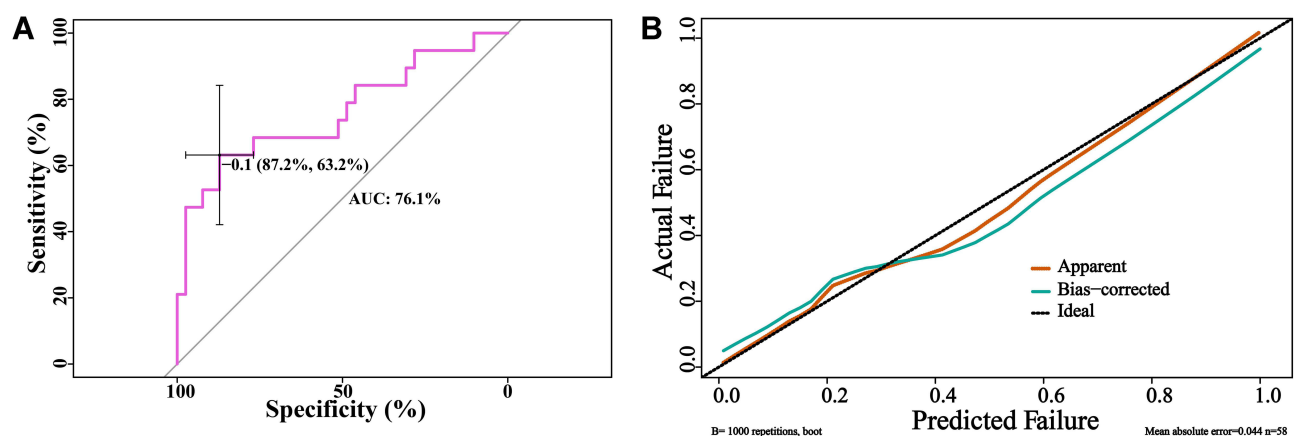 A
Sensitivity (%)
100
80
60
40
20
0
−0.1 (87.2%, 63.2%)
AUC: 76.1%
100 50 0
Specificity (%)
B
Actual Failure
1.0
0.8
0.6
0.4
0.2
0.0
Apparent
Bias−corrected
Ideal
0.0 0.2 0.4 0.6 0.8 1.0
Predicted Failure
B= 1000 repetitions, boot
Mean absolute error=0.044 n=58